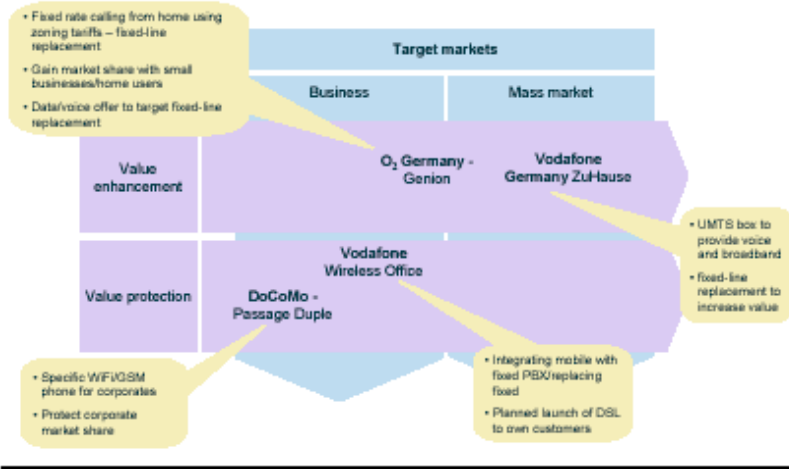 • Fixed rate calling from home using
zoning tariffs – fixed-line
replacement
• Gain market share with small
businesses/home users
• Data/voice offer to target fixed-line
replacement
Target markets
Business
Mass market
Value
enhancement
O2 Germany -
Genion
Vodafone
Germany ZuHause
• UMTS box to
provide voice
and broadband
• fixed-line
replacement to
increase value
Value protection
Vodafone
Wireless Office
DoCoMo -
Passage Duple
• Specific WiFi/GSM
phone for corporates
• Protect corporate
market share
• Integrating mobile with
fixed PBX/replacing
fixed
• Planned launch of DSL
to own customers